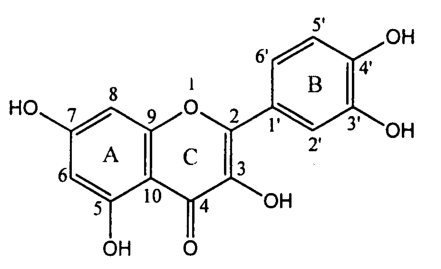 5' OH
6' 4'
1 B
HO 8 O 1' 3' OH
7 9 2 2'
A C
6 3
5 10 4 OH
OH O